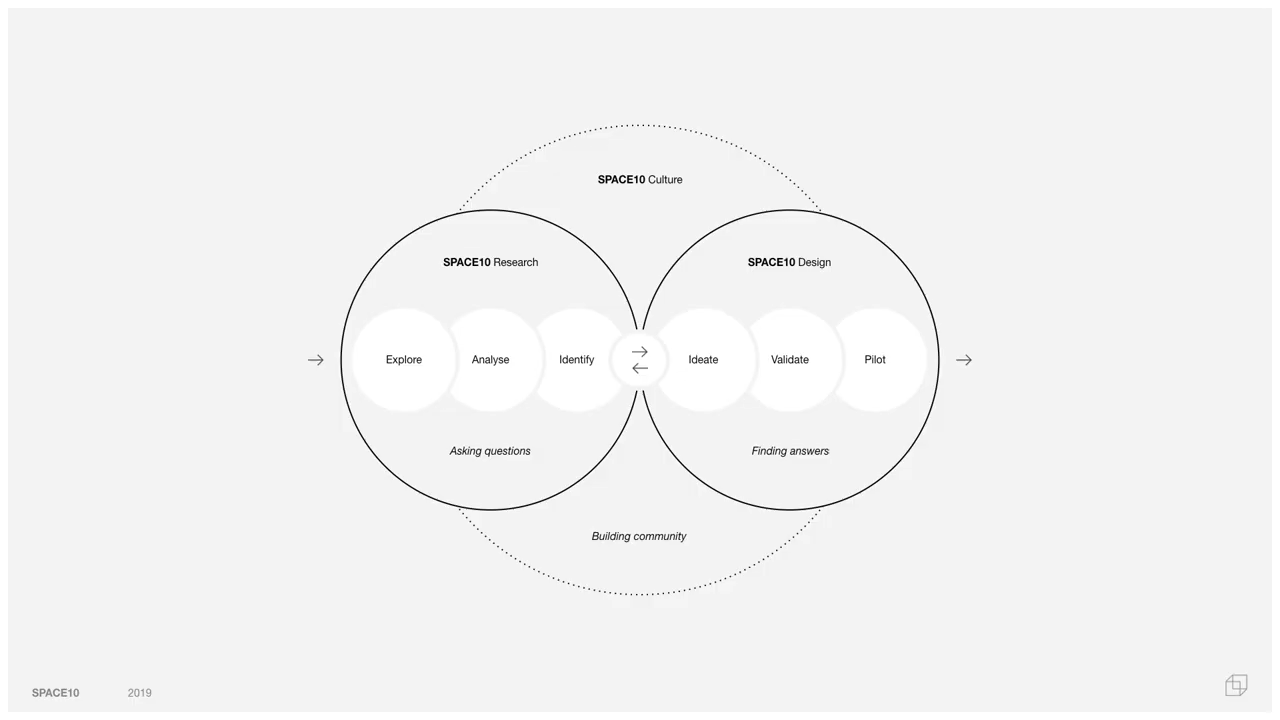 SPACE10 Culture
SPACE10 Research
SPACE10 Design
Explore
Analyse
Identify
Ideate
Validate
Pilot
Asking questions
Finding answers
Building community
SPACE10
2019